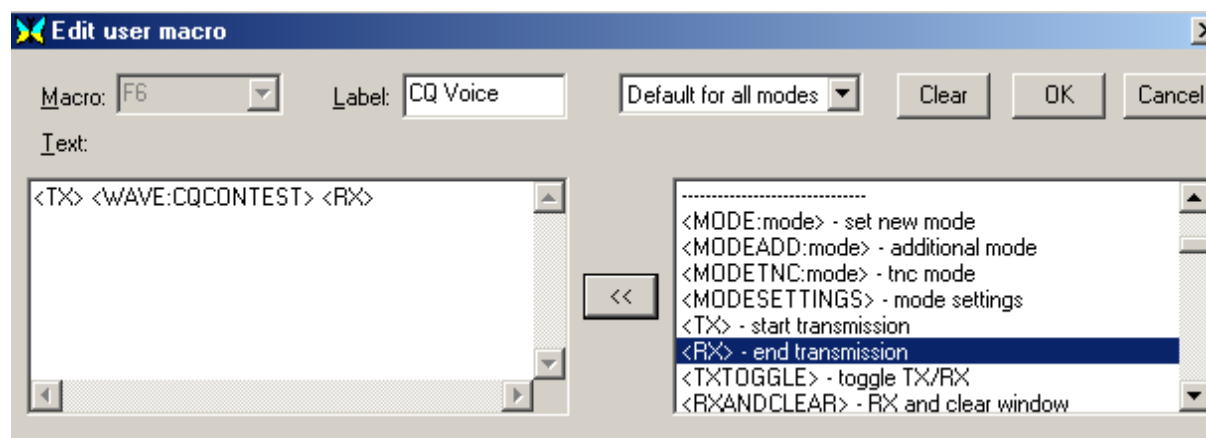 Edit user macro
Macro: F6 Label: CQ Voice Default for all modes Clear OK Cancel
Text:
<TX> <WAVE:CQCONTEST> <RX>
<<
------------------------------
<MODE:mode> - set new mode
<MODEADD:mode> - additional mode
<MODETNC:mode> - tnc mode
<MODESETTINGS> - mode settings
<TX> - start transmission
<RX> - end transmission
<TXTOGGLE> - toggle TX/RX
<RXANDCLEAR> - RX and clear window